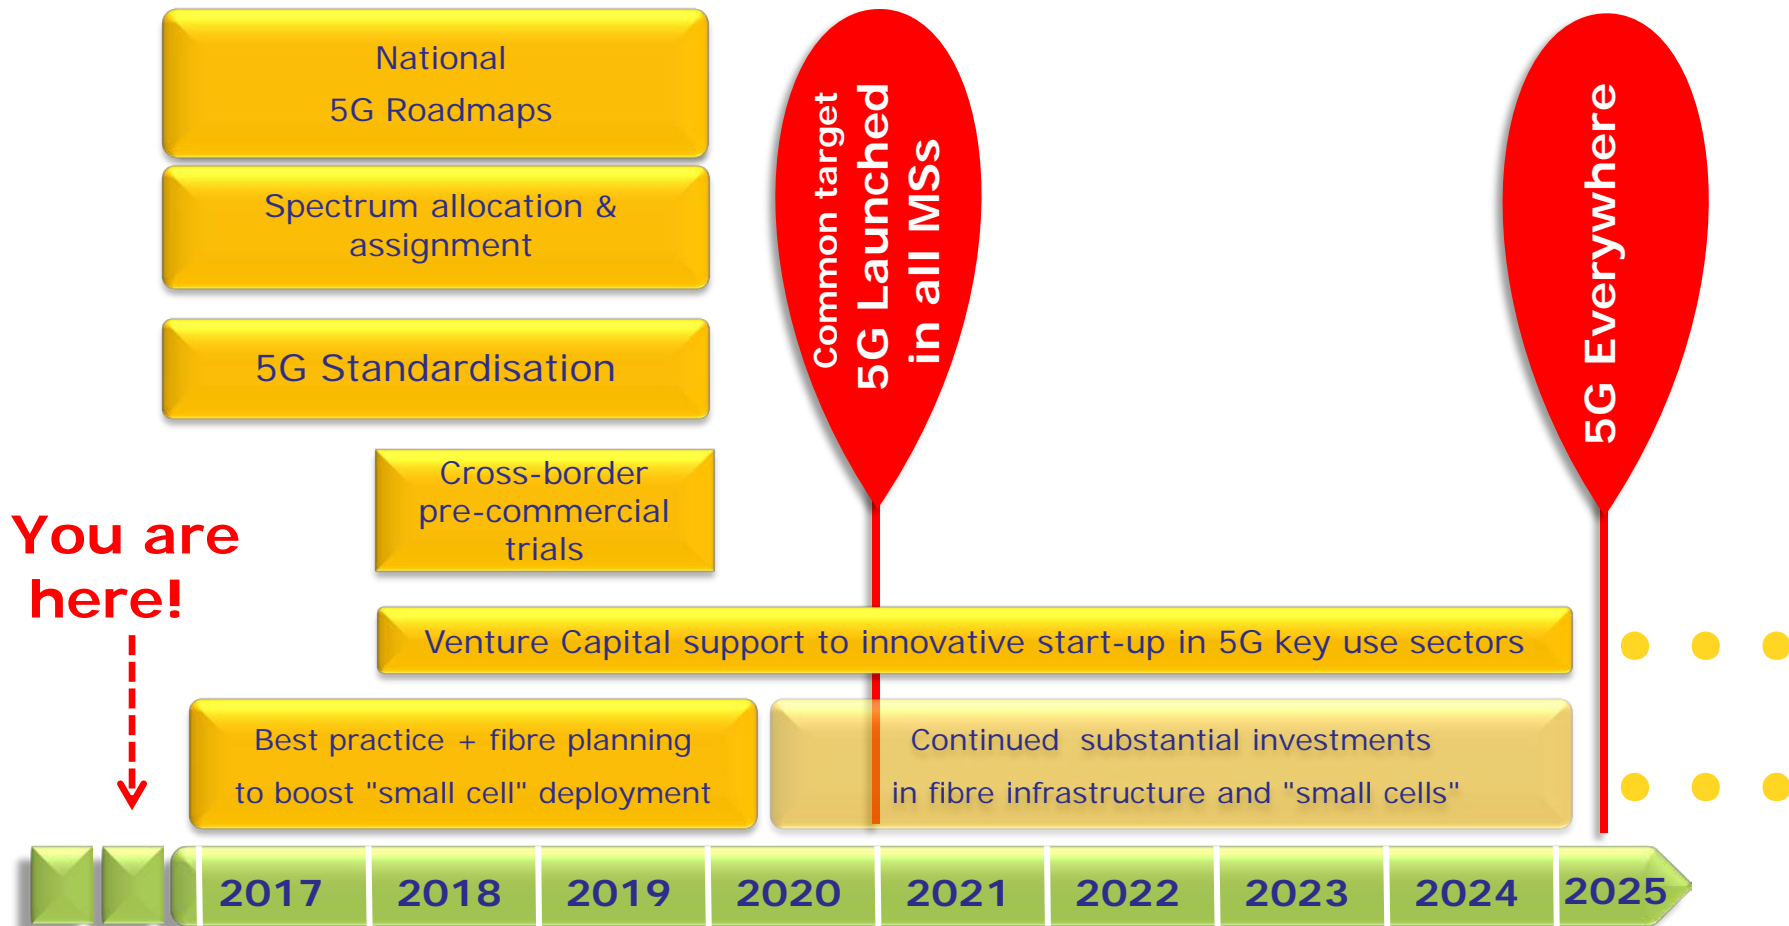 National
5G Roadmaps
Spectrum allocation &
assignment
5G Standardisation
Cross-border
pre-commercial
trials
Common target
5G Launched
in all MSs
5G Everywhere
You are
here!
Venture Capital support to innovative start-up in 5G key use sectors
Best practice + fibre planning
to boost "small cell" deployment
Continued substantial investments
in fibre infrastructure and "small cells"
2017 2018 2019 2020 2021 2022 2023 2024 2025